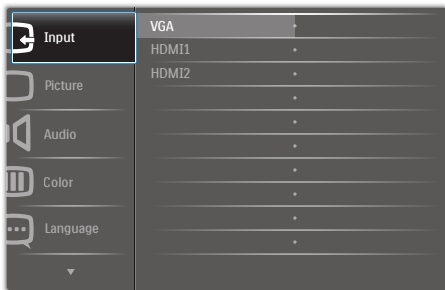 Input
Picture
Audio
Color
Language
VGA
HDMI1
HDMI2